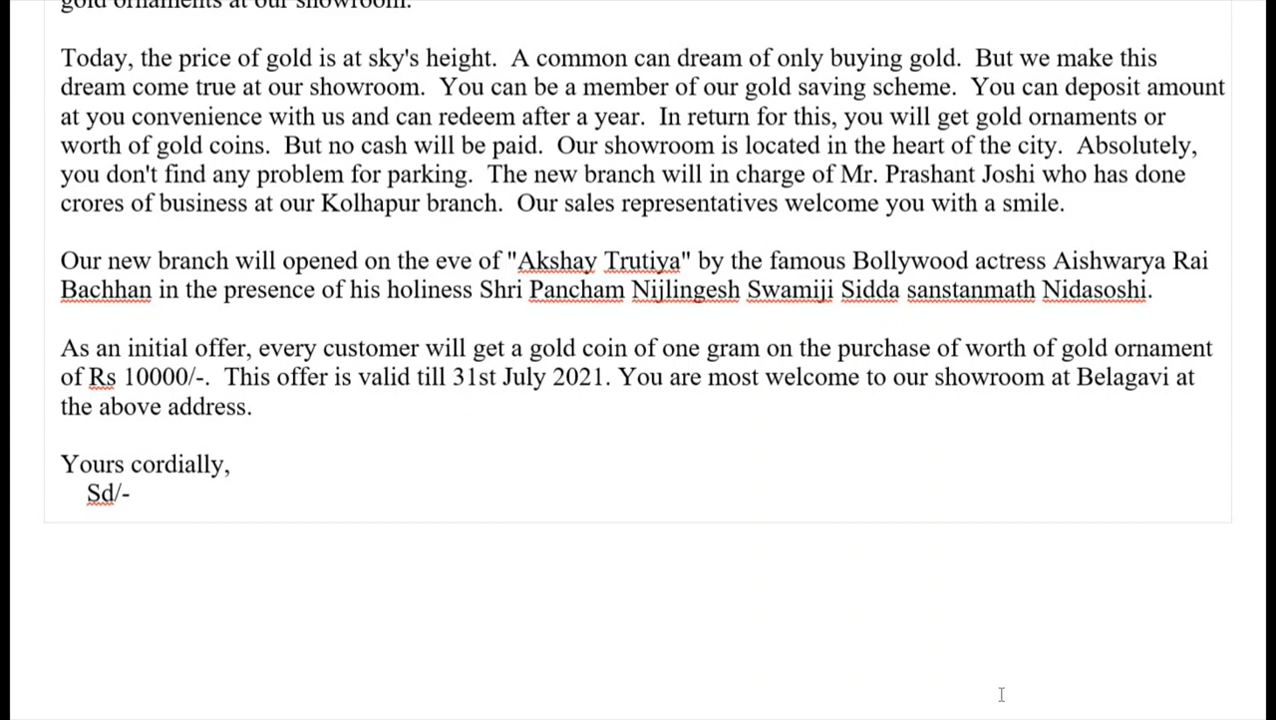 gold ornaments at our showroom.
Today, the price of gold is at sky's height.  A common can dream of only buying gold.  But we make this
dream come true at our showroom.  You can be a member of our gold saving scheme.  You can deposit amount
at you convenience with us and can redeem after a year.  In return for this, you will get gold ornaments or
worth of gold coins.  But no cash will be paid.  Our showroom is located in the heart of the city.  Absolutely,
you don't find any problem for parking.  The new branch will in charge of Mr. Prashant Joshi who has done
crores of business at our Kolhapur branch.  Our sales representatives welcome you with a smile.
Our new branch will opened on the eve of "Akshay Trutiya" by the famous Bollywood actress Aishwarya Rai
Bachhan in the presence of his holiness Shri Pancham Nijlingesh Swamiji Sidda sanstanmath Nidasoshi.
As an initial offer, every customer will get a gold coin of one gram on the purchase of worth of gold ornament
of Rs 10000/-.  This offer is valid till 31st July 2021. You are most welcome to our showroom at Belagavi at
the above address.
Yours cordially,
Sd/-